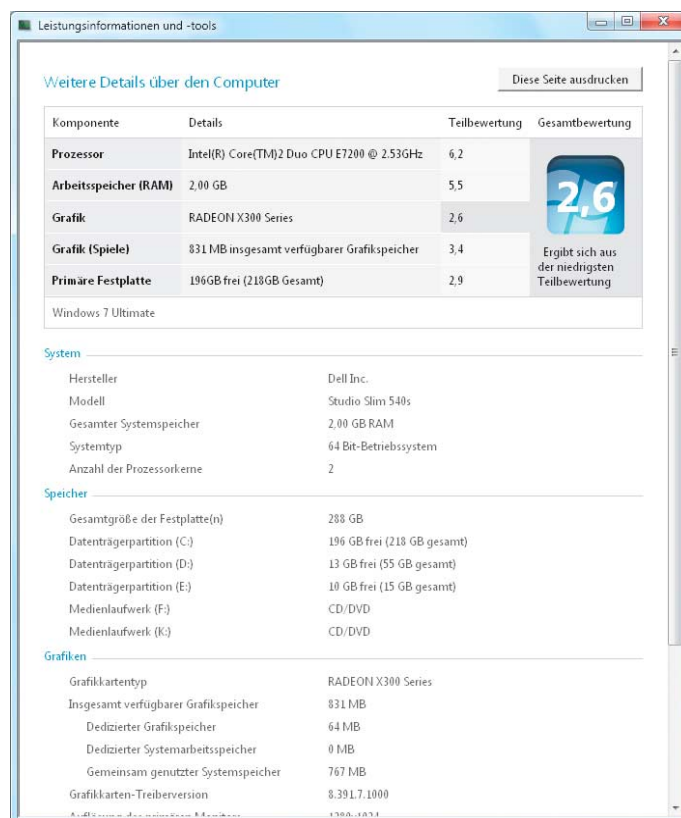 Leistungsinformationen und -tools
Weitere Details über den Computer
Diese Seite ausdrucken
Komponente Details Teilbewertung Gesamtbewertung
Prozessor Intel(R) Core(TM)2 Duo CPU E7200 @ 2.53GHz 6,2
Arbeitsspeicher (RAM) 2,00 GB 5,5
Grafik RADEON X300 Series 2,6
2,6
Grafik (Spiele) 831 MB insgesamt verfügbarer Grafikspeicher 3,4
Primäre Festplatte 196GB frei (218GB Gesamt) 2,9
Ergibt sich aus
der niedrigsten
Teilbewertung
Windows 7 Ultimate
System
Hersteller Dell Inc.
Modell Studio Slim 540s
Gesamter Systemspeicher 2,00 GB RAM
Systemtyp 64 Bit-Betriebssystem
Anzahl der Prozessorkerne 2
Speicher
Gesamtgröße der Festplatte(n) 288 GB
Datenträgerpartition (C:) 196 GB frei (218 GB gesamt)
Datenträgerpartition (D:) 13 GB frei (55 GB gesamt)
Datenträgerpartition (E:) 10 GB frei (15 GB gesamt)
Medienlaufwerk (F:) CD/DVD
Medienlaufwerk (K:) CD/DVD
Grafiken
Grafikkartentyp RADEON X300 Series
Insgesamt verfügbarer Grafikspeicher 831 MB
Dedizierter Grafikspeicher 64 MB
Dedizierter Systemarbeitsspeicher 0 MB
Gemeinsam genutzter Systemspeicher 767 MB
Grafikkarten-Treiberversion 8.391.7.1000